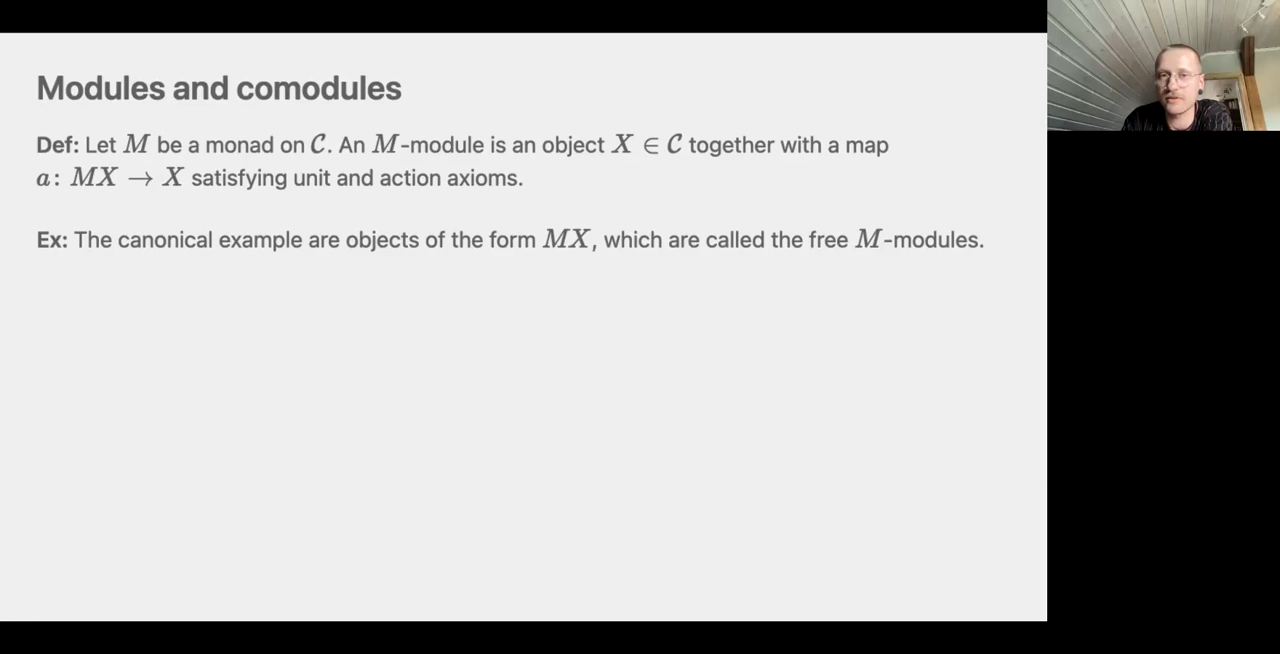 Modules and comodules
Def: Let M be a monad on 𝒞. An M-module is an object X ∈ 𝒞 together with a map
a: MX → X satisfying unit and action axioms.
Ex: The canonical example are objects of the form MX, which are called the free M-modules.